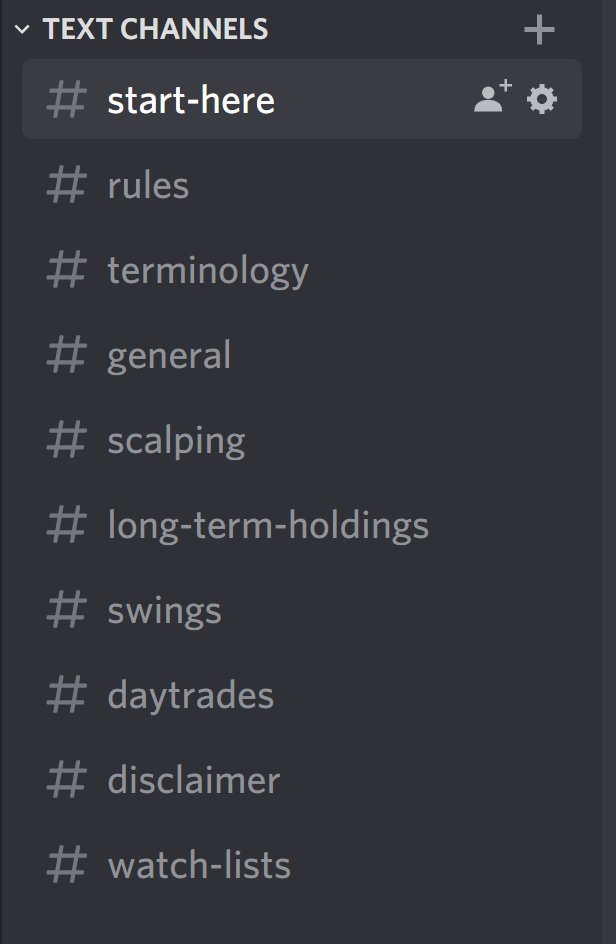 TEXT CHANNELS
# start-here
# rules
# terminology
# general
# scalping
# long-term-holdings
# swings
# daytrades
# disclaimer
# watch-lists